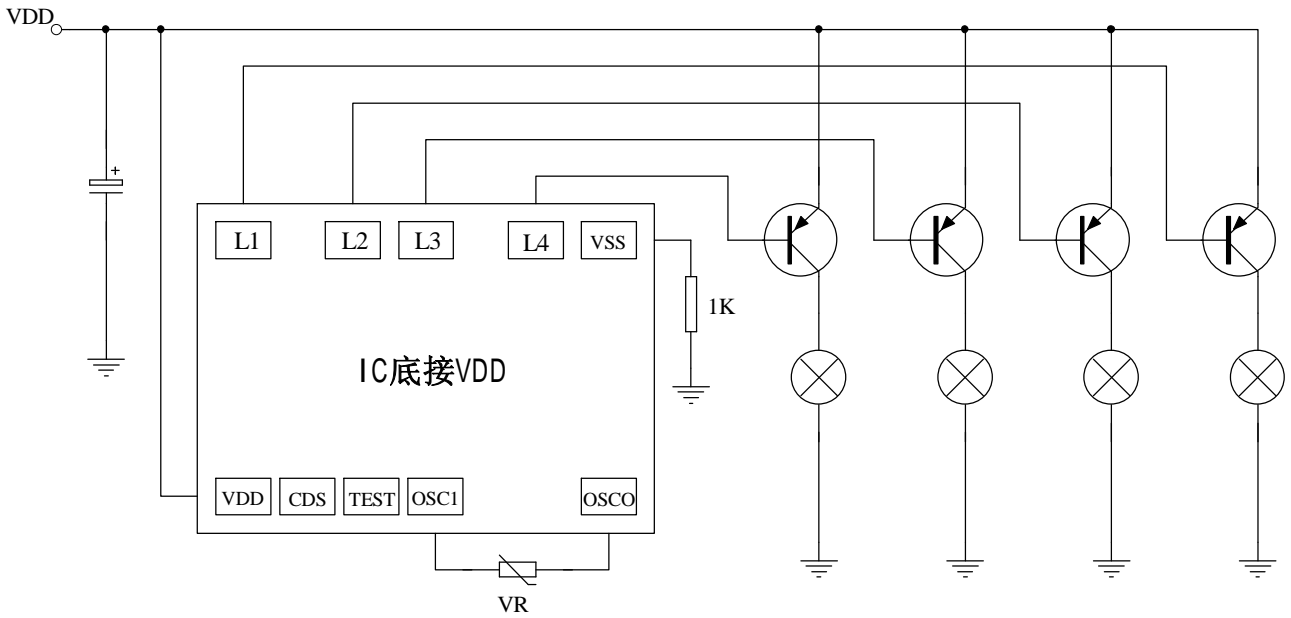 VDD
+
L1 L2 L3 L4 VSS
1K
IC底接VDD
VDD CDS TEST OSC1 OSCO
VR